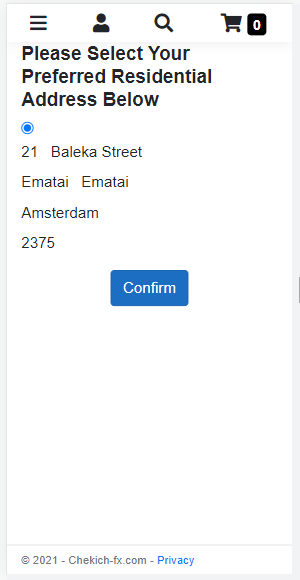 0
Please Select Your
Preferred Residential
Address Below
21 Baleka Street
Ematai Ematai
Amsterdam
2375
Confirm
© 2021 - Chekich-fx.com - Privacy